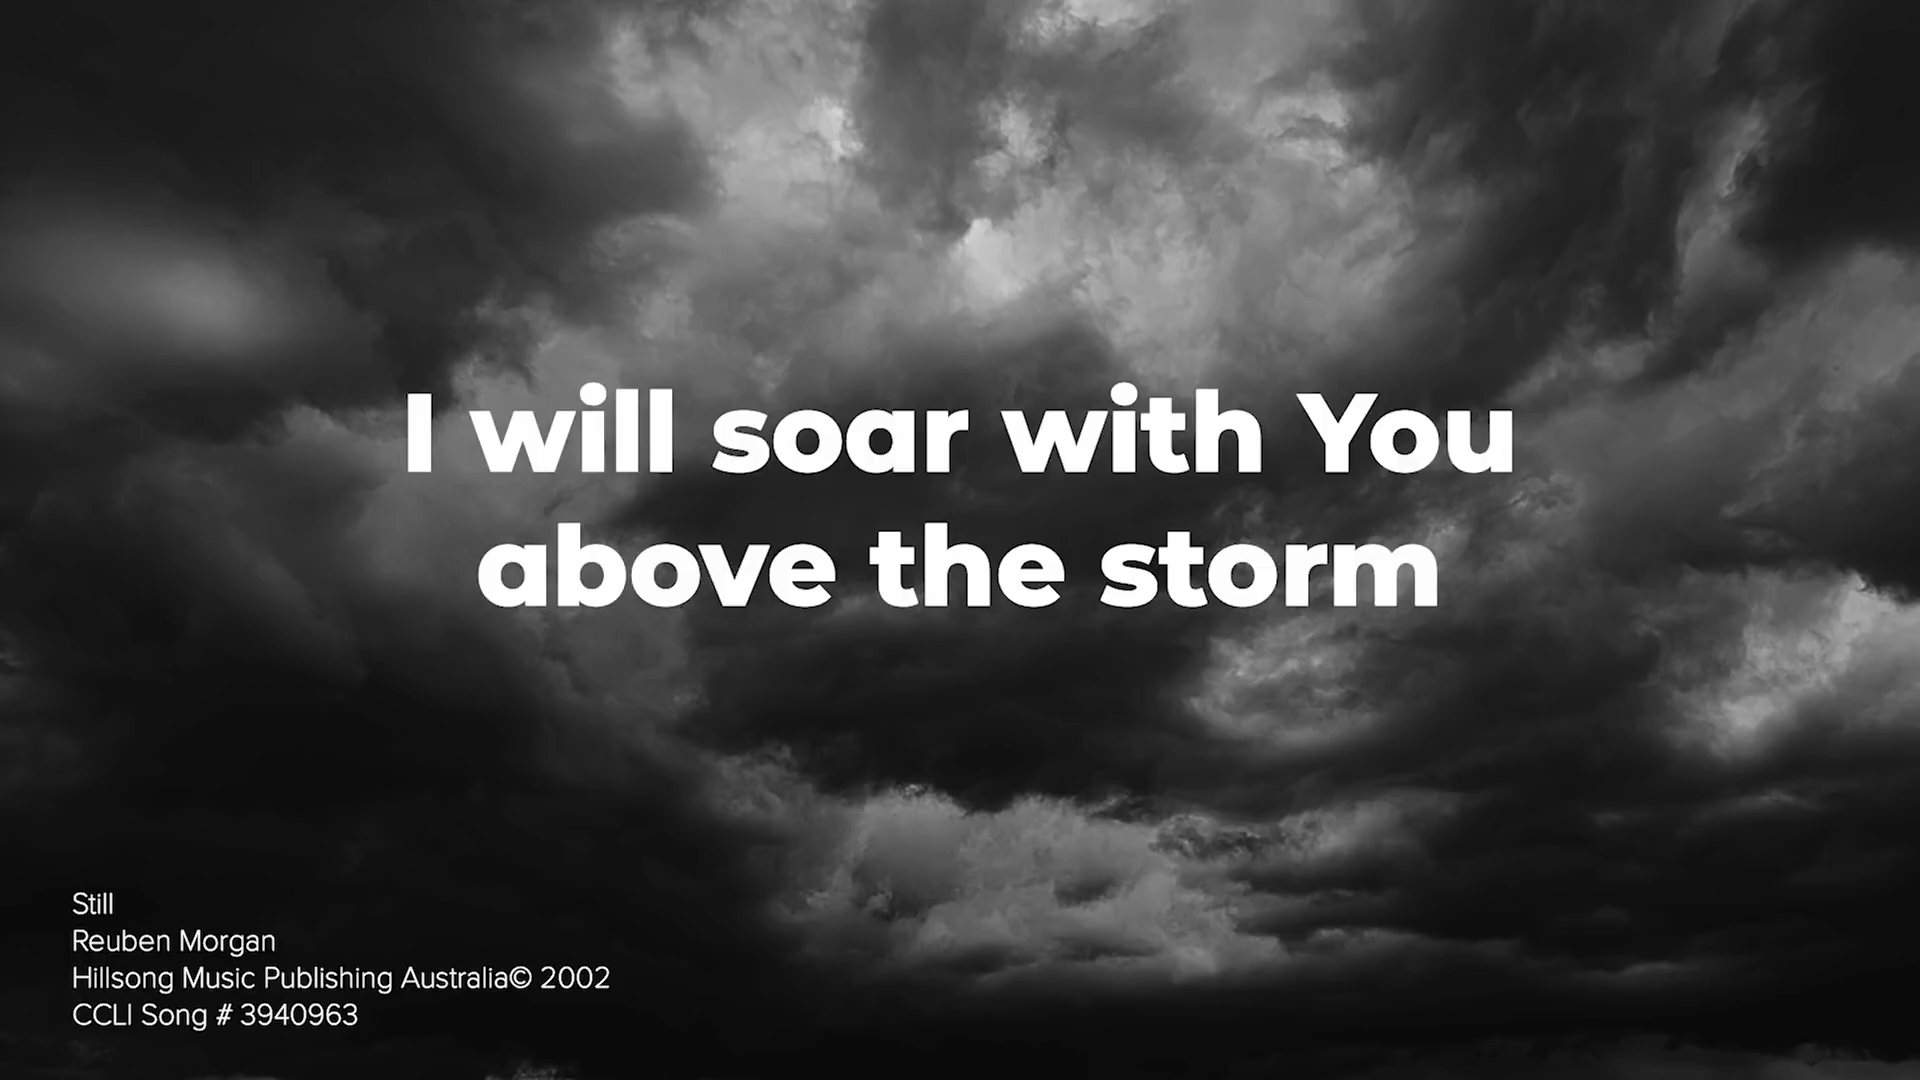 I will soar with You
above the storm
Still
Reuben Morgan
Hillsong Music Publishing Australia© 2002
CCLI Song # 3940963